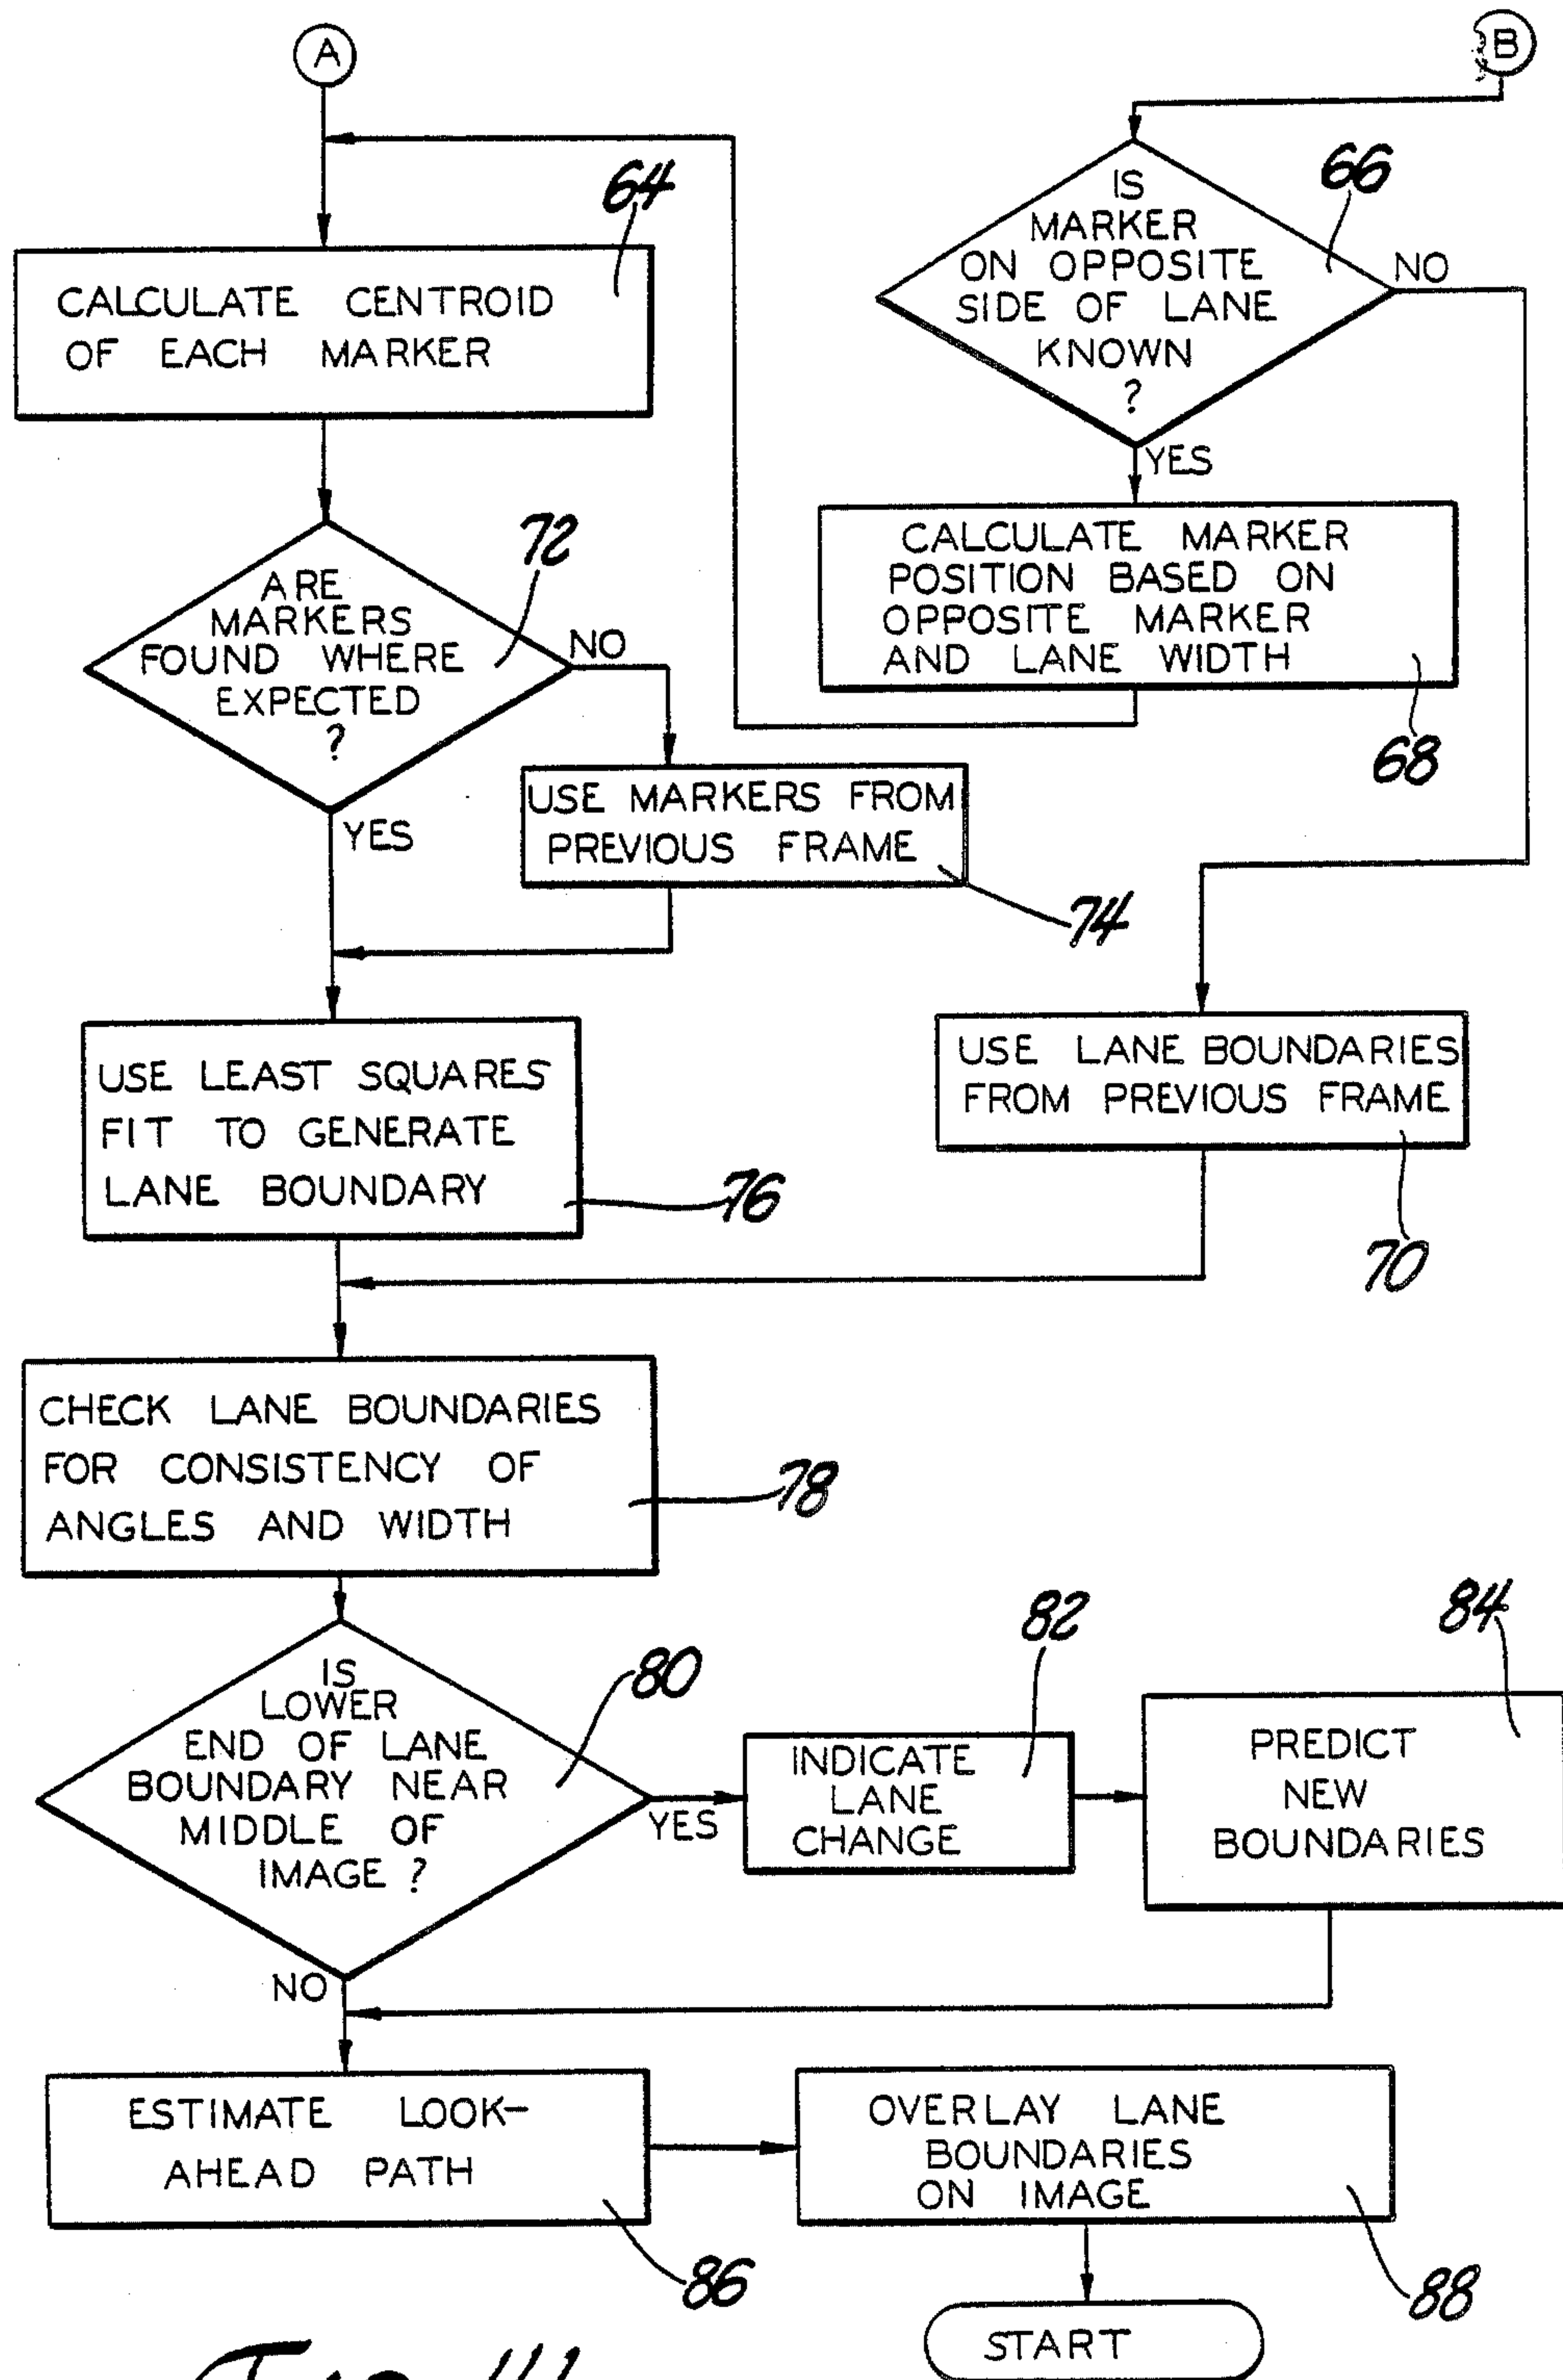 A
B
64
CALCULATE CENTROID
OF EACH MARKER
66
IS
MARKER
ON OPPOSITE
SIDE OF LANE
KNOWN
?
NO
YES
72
ARE
MARKERS
FOUND WHERE
EXPECTED
?
NO
YES
CALCULATE MARKER
POSITION BASED ON
OPPOSITE MARKER
AND LANE WIDTH
68
USE MARKERS FROM
PREVIOUS FRAME
74
USE LEAST SQUARES
FIT TO GENERATE
LANE BOUNDARY
76
USE LANE BOUNDARIES
FROM PREVIOUS FRAME
70
CHECK LANE BOUNDARIES
FOR CONSISTENCY OF
ANGLES AND WIDTH
78
IS
LOWER
END OF LANE
BOUNDARY NEAR
MIDDLE OF
IMAGE ?
80
YES
NO
82
INDICATE
LANE
CHANGE
84
PREDICT
NEW
BOUNDARIES
ESTIMATE LOOK-
AHEAD PATH
86
OVERLAY LANE
BOUNDARIES
ON IMAGE
88
START